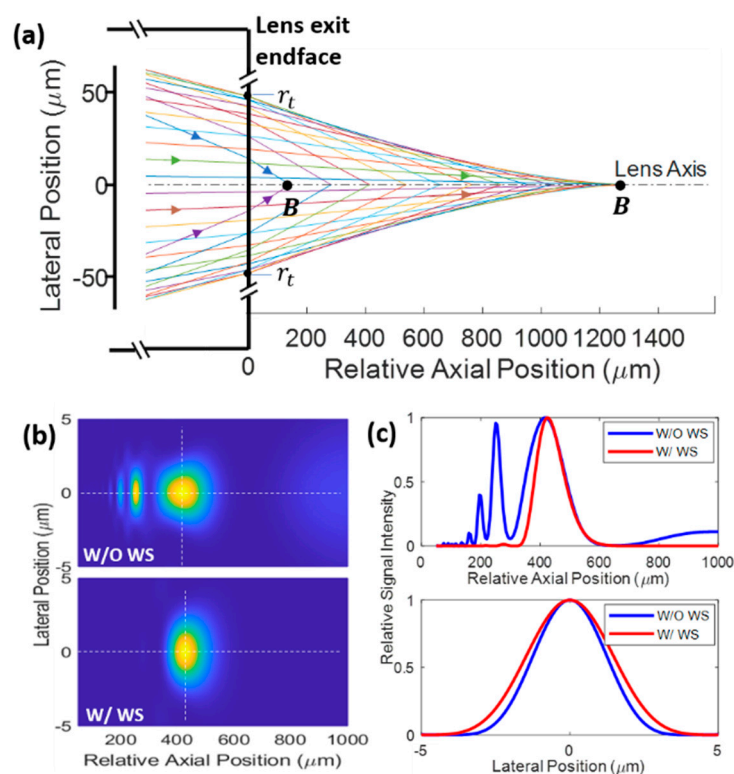 (a)
Lens exit
endface
Lateral Position (μm)
50
0
-50
r_t
r_t
B
B
Lens Axis
0
200
400
600
800
1000
1200
1400
Relative Axial Position (μm)
(b)
Lateral Position (μm)
5
0
-5
W/O WS
5
0
-5
W/ WS
200
400
600
800
1000
Relative Axial Position (μm)
(c)
Relative Signal Intensity
1
0.5
0
W/O WS
W/ WS
0
200
400
600
800
1000
Relative Axial Position (μm)
1
0.5
0
W/O WS
W/ WS
-5
0
5
Lateral Position (μm)